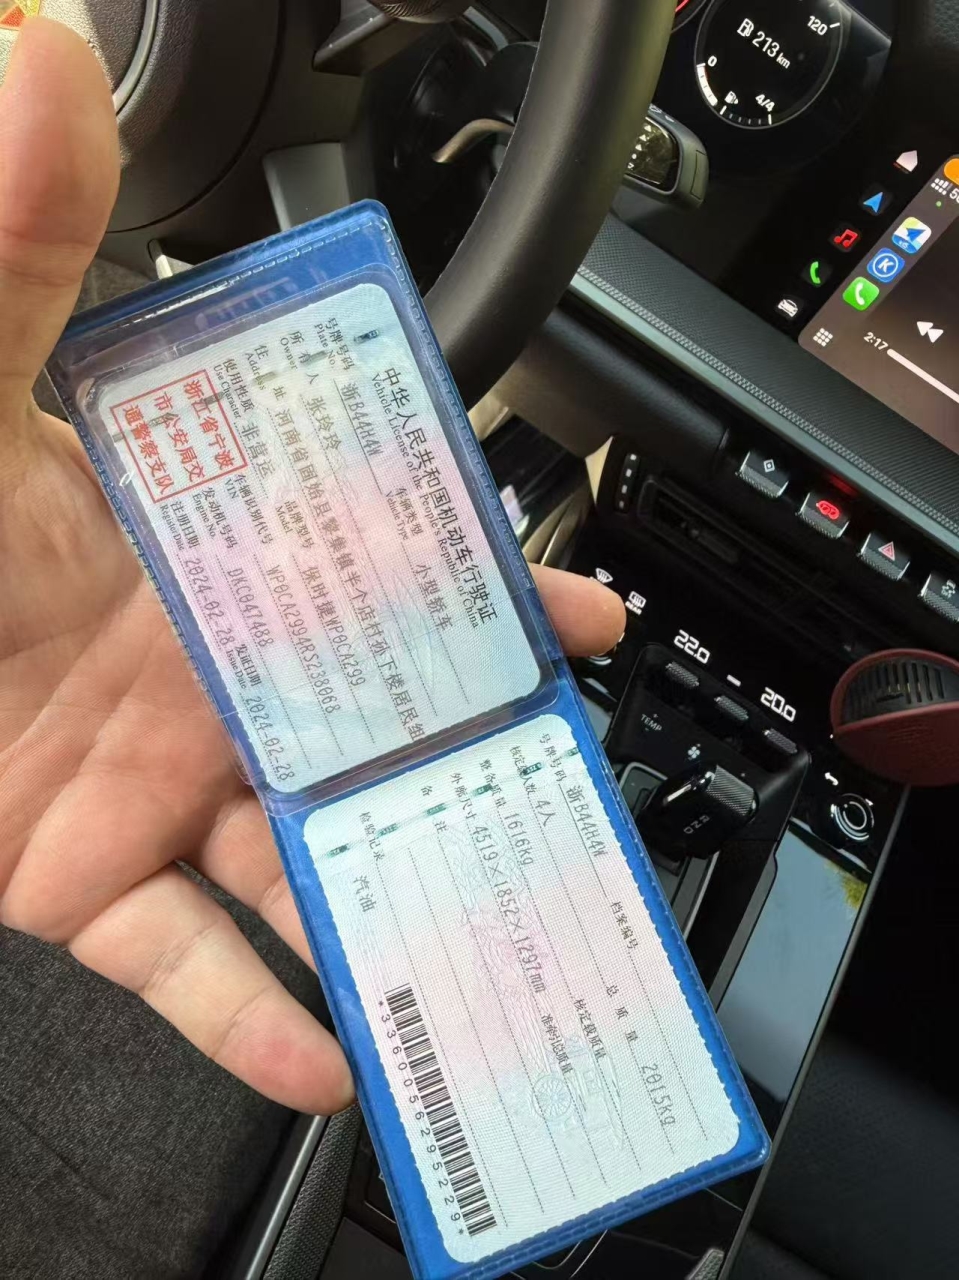 中华人民共和国机动车行驶证
Vehicle License of the People's Republic of China
号牌号码 浙B44H4W 车辆类型 小型轿车
Plate No. Vehicle Type
所有人 张玲玲
Owner
住址 河南省固始县黎集镇半个店村孙下楼居民组
Address
使用性质 非营运 品牌型号 保时捷WP0CA299
Use Character Model
浙江省宁波
市公安局交
通警察支队
车辆识别代号 WP0CA2994RS238068
VIN
发动机号码 DKC047488
Engine No.
注册日期 2024-02-28 发证日期 2024-02-28
Register Date Issue Date
号牌号码 浙B44H4W 档案编号
核定载人数 4人 总质量 2015kg
整备质量 1616kg 核定载质量
外廓尺寸 4519×1852×1297mm 准牵引总质量
备注
检验记录 汽油
*3360056295229*
213 km
120
0
4/4
2:17
22.0
20.0
TEMP
R
N
D